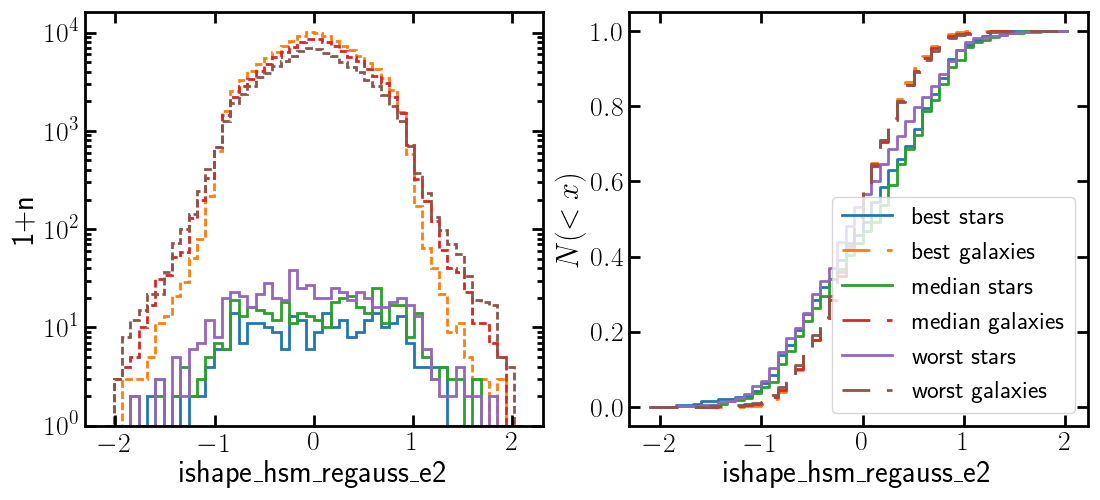 10^4
10^3
10^2
10^1
10^0
1+n
−2 −1 0 1 2
ishape_hsm_regauss_e2
1.0
0.8
0.6
0.4
0.2
0.0
N(< x)
−2 −1 0 1 2
ishape_hsm_regauss_e2
best stars
best galaxies
median stars
median galaxies
worst stars
worst galaxies